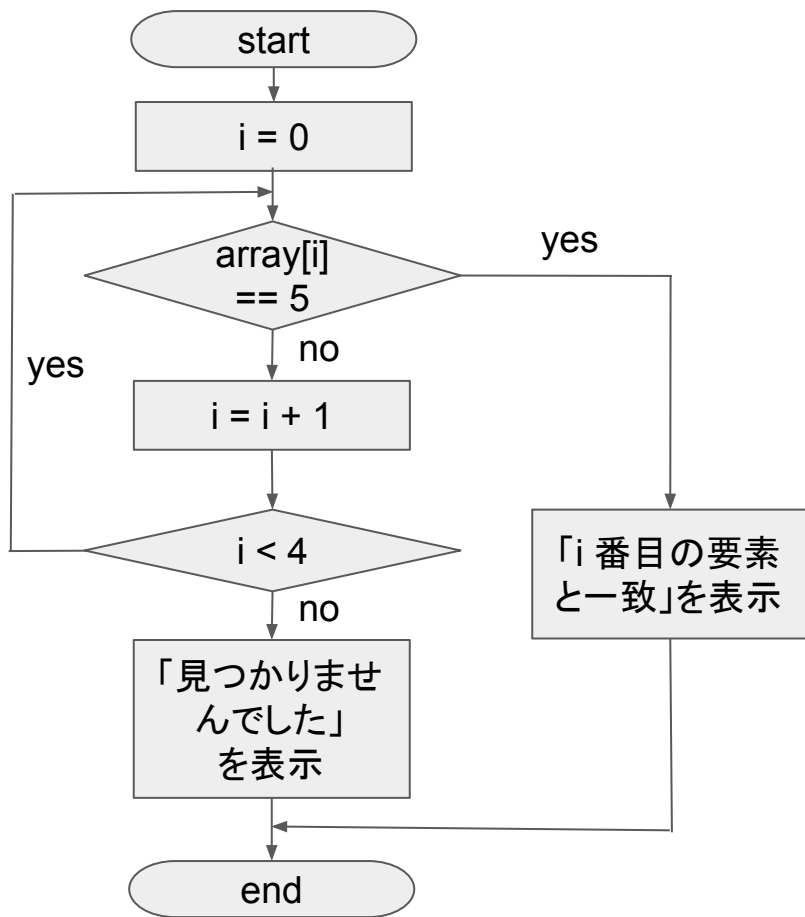 start
i = 0
array[i]
== 5
yes
no
yes
i = i + 1
i < 4
no
「i 番目の要素
と一致」を表示
「見つかりませ
んでした」
を表示
end